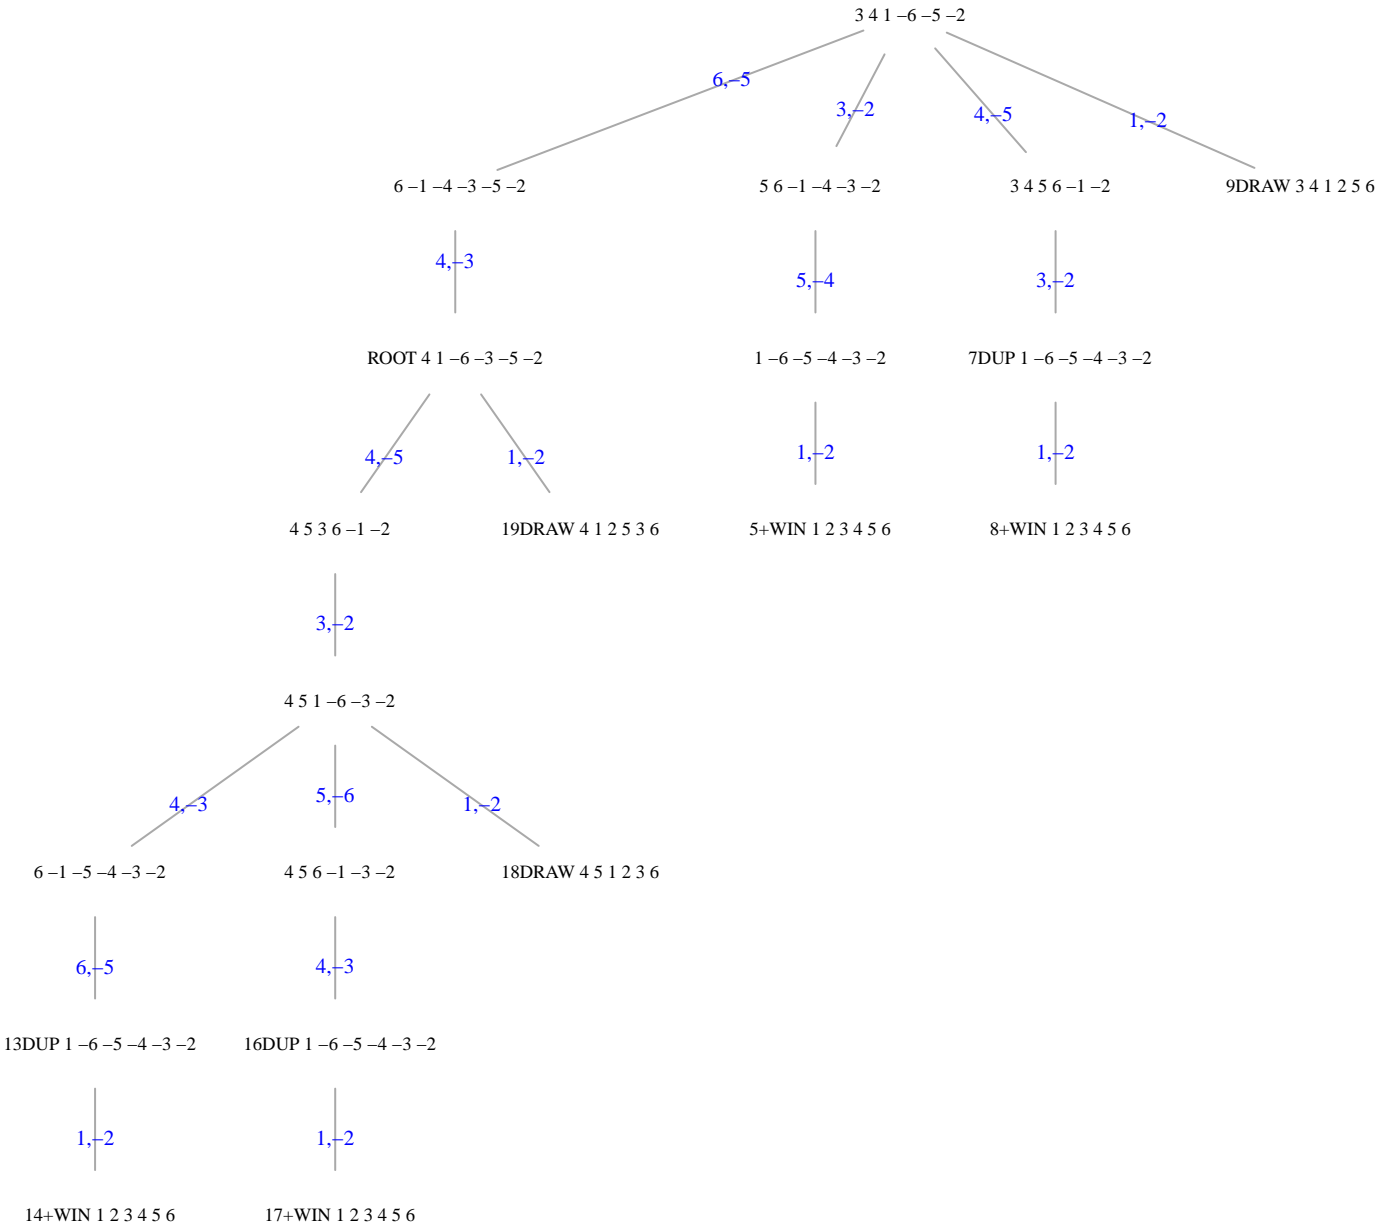 3 4 1 –6 –5 –2
6,–5
3,–2
4,–5
1,–2
6 –1 –4 –3 –5 –2
5 6 –1 –4 –3 –2
3 4 5 6 –1 –2
9DRAW 3 4 1 2 5 6
4,–3
5,–4
3,–2
ROOT 4 1 –6 –3 –5 –2
1 –6 –5 –4 –3 –2
7DUP 1 –6 –5 –4 –3 –2
4,–5
1,–2
1,–2
1,–2
4 5 3 6 –1 –2
19DRAW 4 1 2 5 3 6
5+WIN 1 2 3 4 5 6
8+WIN 1 2 3 4 5 6
3,–2
4 5 1 –6 –3 –2
4,–3
5,–6
1,–2
6 –1 –5 –4 –3 –2
4 5 6 –1 –3 –2
18DRAW 4 5 1 2 3 6
6,–5
4,–3
13DUP 1 –6 –5 –4 –3 –2
16DUP 1 –6 –5 –4 –3 –2
1,–2
1,–2
14+WIN 1 2 3 4 5 6
17+WIN 1 2 3 4 5 6